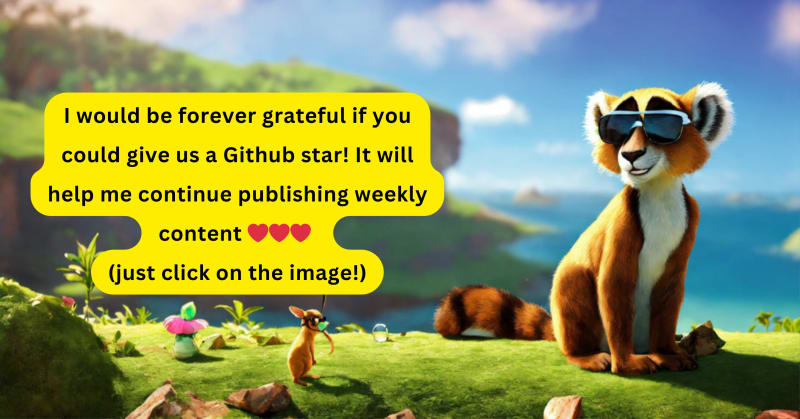 I would be forever grateful if you
could give us a Github star! It will
help me continue publishing weekly
content ❤️❤️❤️
(just click on the image!)